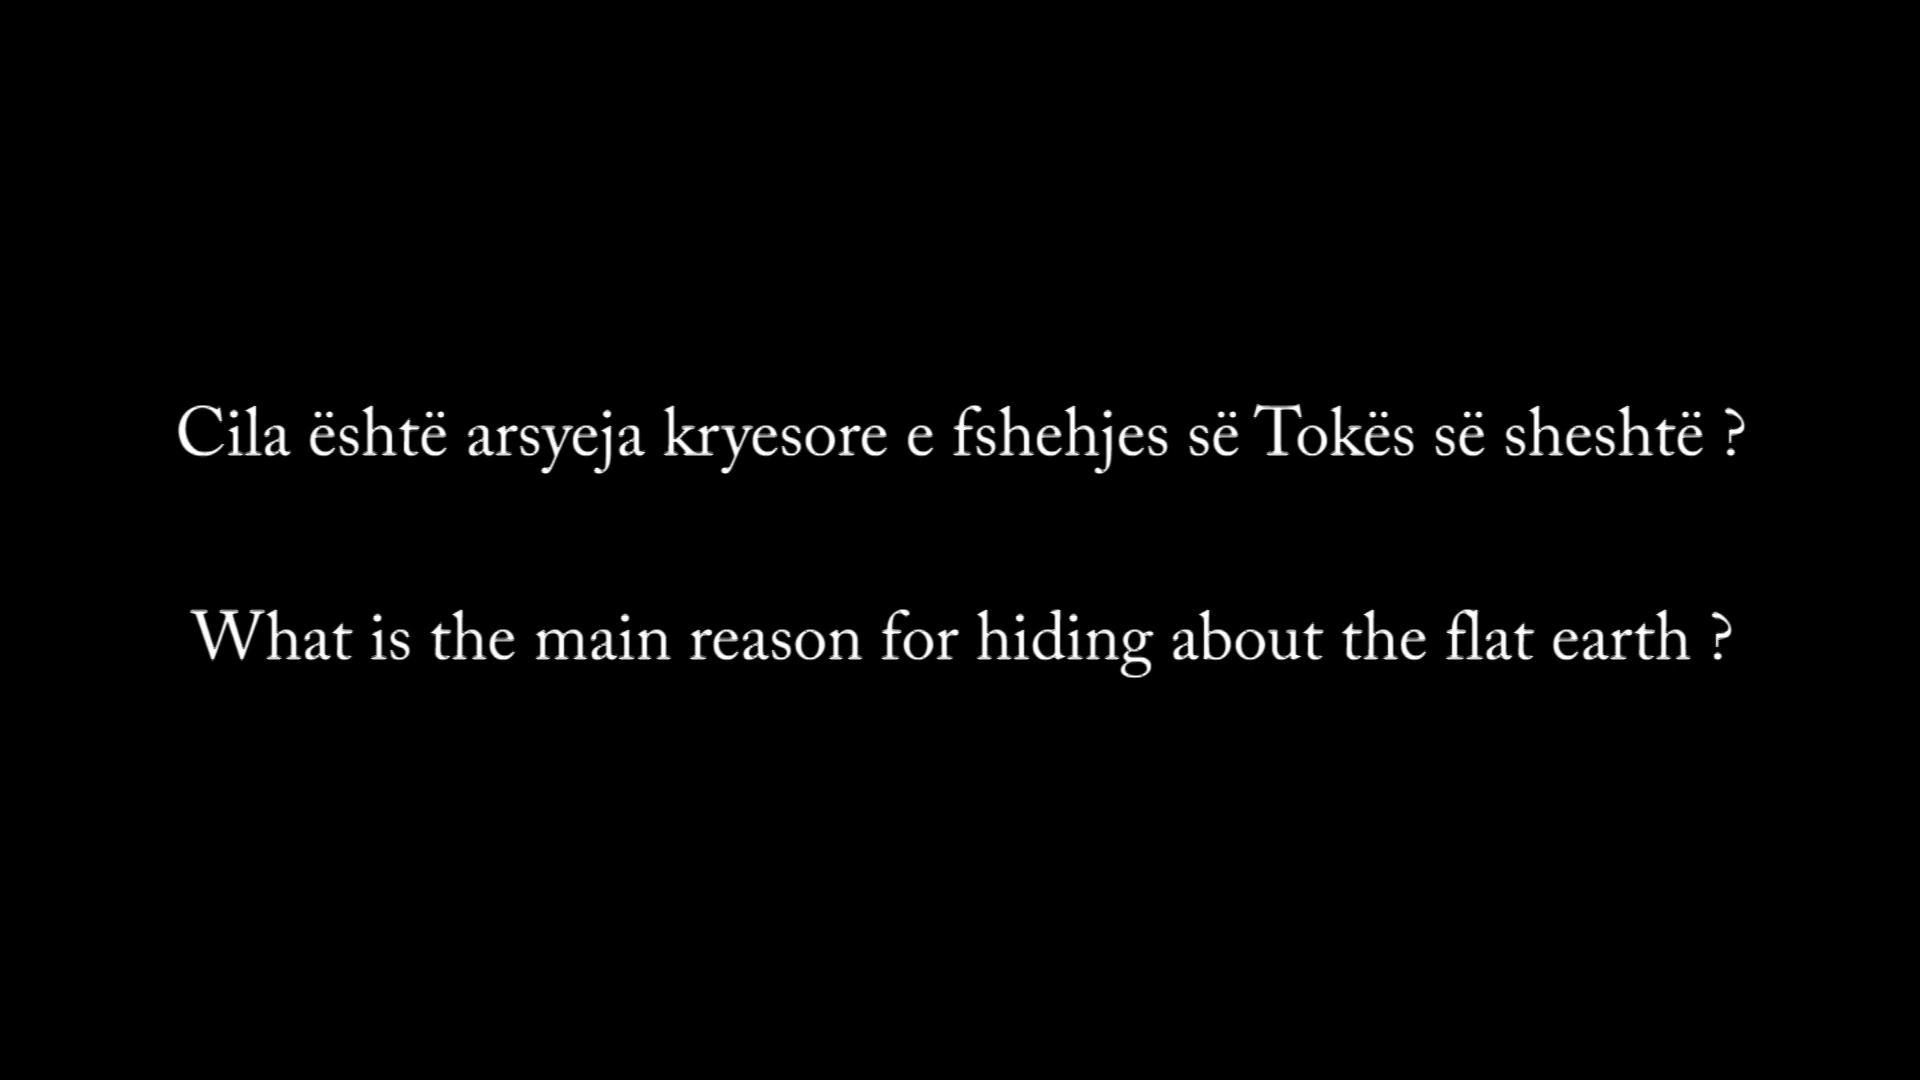 Cila është arsyeja kryesore e fshehjes së Tokës së sheshtë ?
What is the main reason for hiding about the flat earth ?